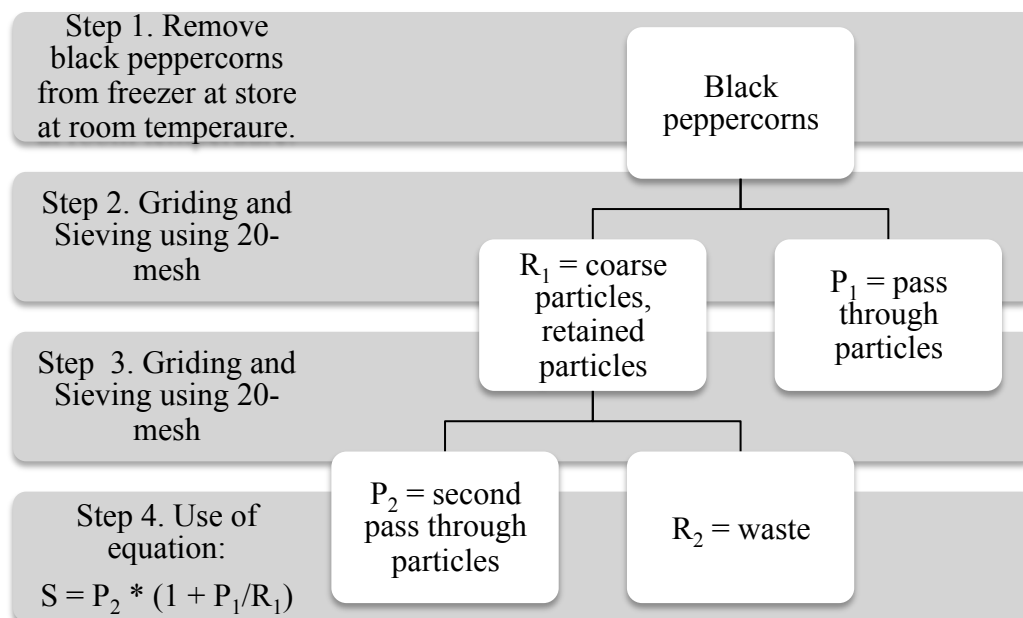 Step 1. Remove
black peppercorns
from freezer at store
at room temperaure.
Black
peppercorns
Step 2. Griding and
Sieving using 20-
mesh
R₁ = coarse
particles,
retained
particles
P₁ = pass
through
particles
Step  3. Griding and
Sieving using 20-
mesh
P₂ = second
pass through
particles
R₂ = waste
Step 4. Use of
equation:
S = P₂ * (1 + P₁/R₁)